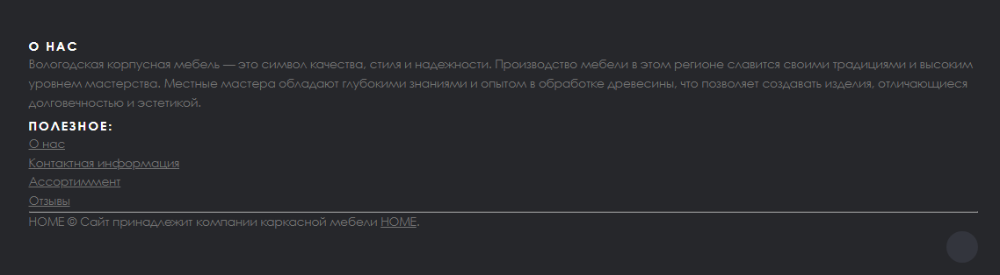 О НАС
Вологодская корпусная мебель — это символ качества, стиля и надежности. Производство мебели в этом регионе славится своими традициями и высоким
уровнем мастерства. Местные мастера обладают глубокими знаниями и опытом в обработке древесины, что позволяет создавать изделия, отличающиеся
долговечностью и эстетикой.
ПОЛЕЗНОЕ:
О нас
Контактная информация
Ассортиммент
Отзывы
HOME © Сайт принадлежит компании каркасной мебели HOME.